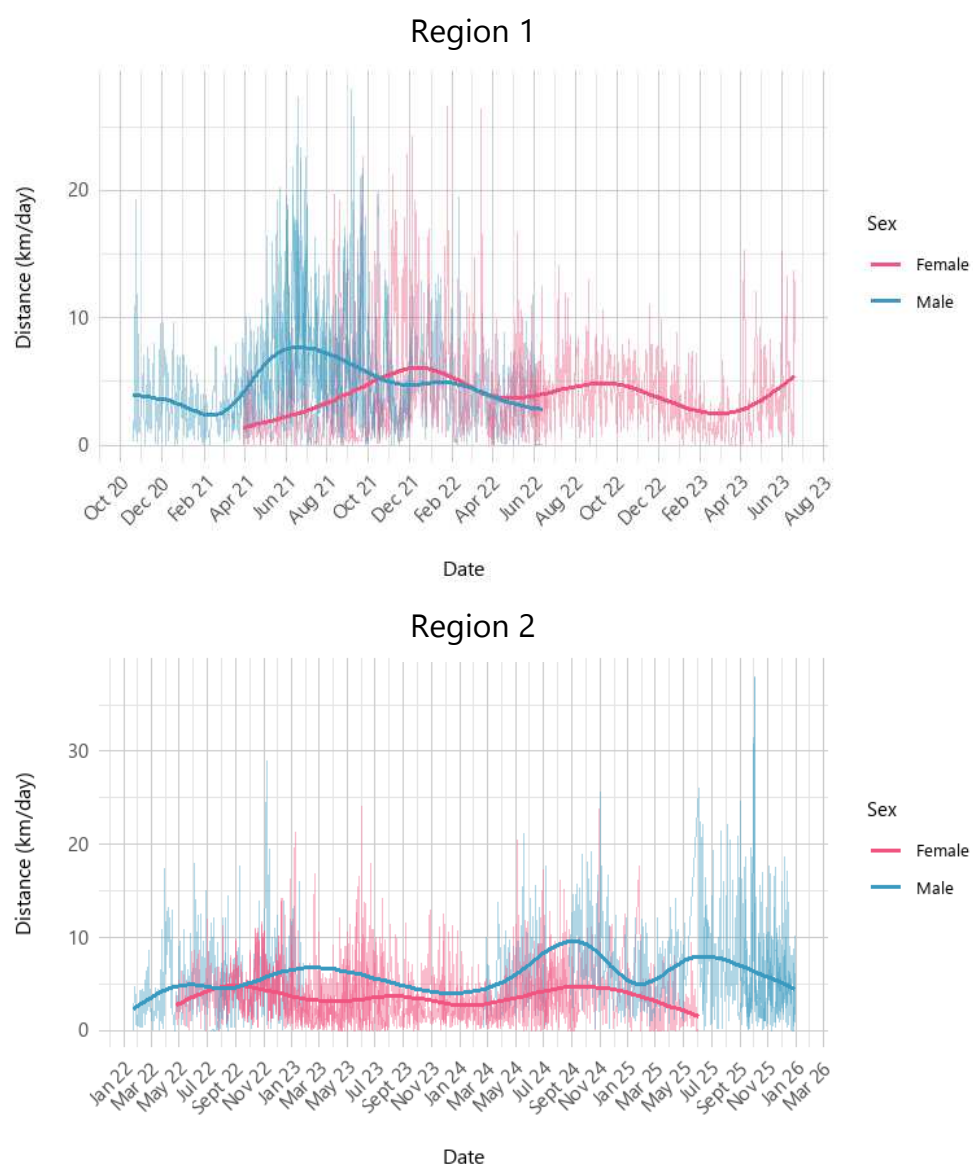 Region 1
Distance (km/day)
20
10
0
Oct 20
Dec 20
Feb 21
Apr 21
Jun 21
Aug 21
Oct 21
Dec 21
Feb 22
Apr 22
Jun 22
Aug 22
Oct 22
Dec 22
Feb 23
Apr 23
Jun 23
Aug 23
Date
Sex
Female
Male
Region 2
Distance (km/day)
30
20
10
0
Jan 22
Mar 22
May 22
Jul 22
Sept 22
Nov 22
Jan 23
Mar 23
May 23
Jul 23
Sept 23
Nov 23
Jan 24
Mar 24
May 24
Jul 24
Sept 24
Nov 24
Jan 25
Mar 25
May 25
Jul 25
Sept 25
Nov 25
Jan 26
Mar 26
Date
Sex
Female
Male